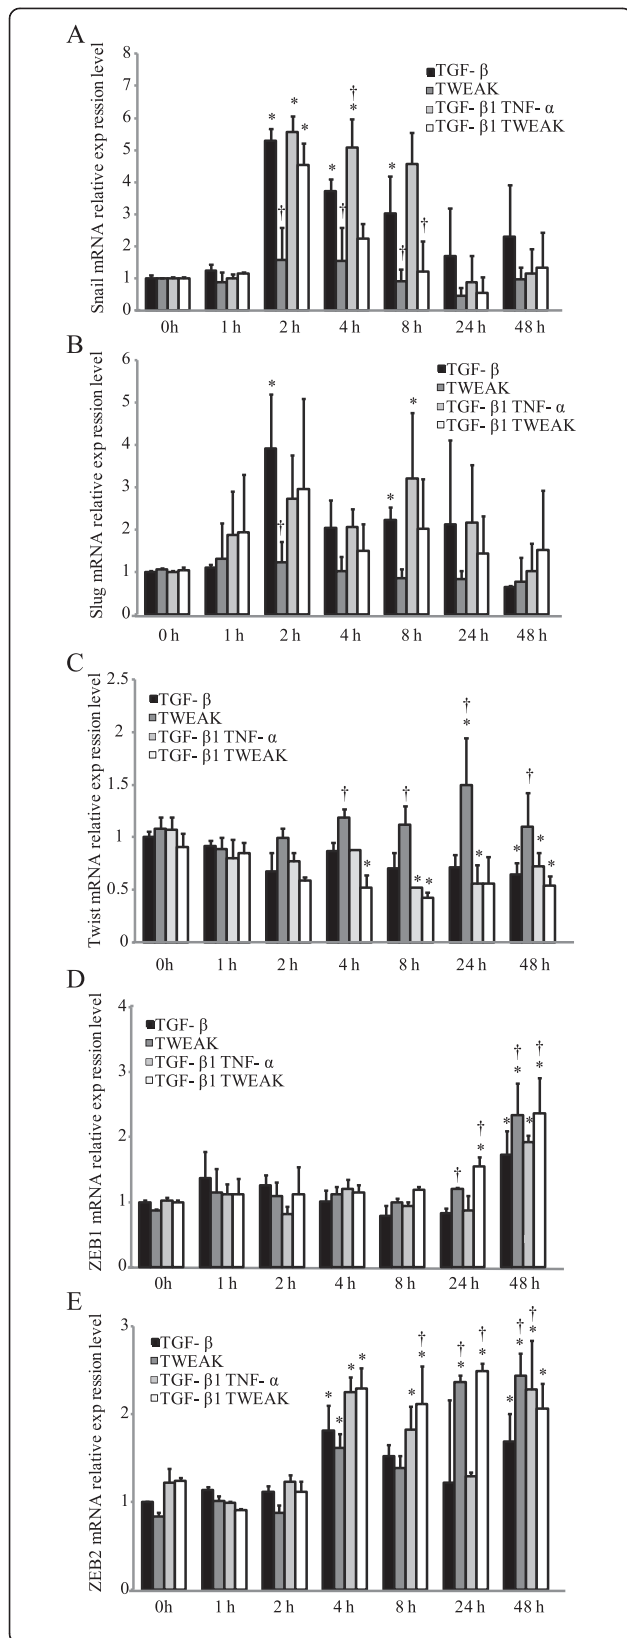 A
Snail mRNA relative exp ression level
8
7
6
5
4
3
2
1
0
TGF- β
TWEAK
TGF- β1 TNF- α
TGF- β1 TWEAK
* † * * * † † * * † †
0h 1 h 2 h 4 h 8 h 24 h 48 h
B
Slug mRNA relative exp ression level
6
5
4
3
2
1
0
TGF- β
TWEAK
TGF- β1 TNF- α
TGF- β1 TWEAK
* † * *
0 h 1 h 2 h 4 h 8 h 24 h 48 h
C
Twist mRNA relative exp ression level
2.5
2
1.5
1
0.5
0
TGF- β
TWEAK
TGF- β1 TNF- α
TGF- β1 TWEAK
† * † * * † * * * † * *
0h 1 h 2 h 4 h 8 h 24 h 48 h
D
ZEB1 mRNA relative exp ression level
4
3
2
1
0
TGF- β
TWEAK
TGF- β1 TNF- α
TGF- β1 TWEAK
† † * * † * * † *
0h 1 h 2 h 4 h 8 h 24 h 48 h
E
ZEB2 mRNA relative exp ression level
3
2
1
0
TGF- β
TWEAK
TGF- β1 TNF- α
TGF- β1 TWEAK
* * * * * † * † * † * * † * † * *
0h 1 h 2 h 4 h 8 h 24 h 48 h